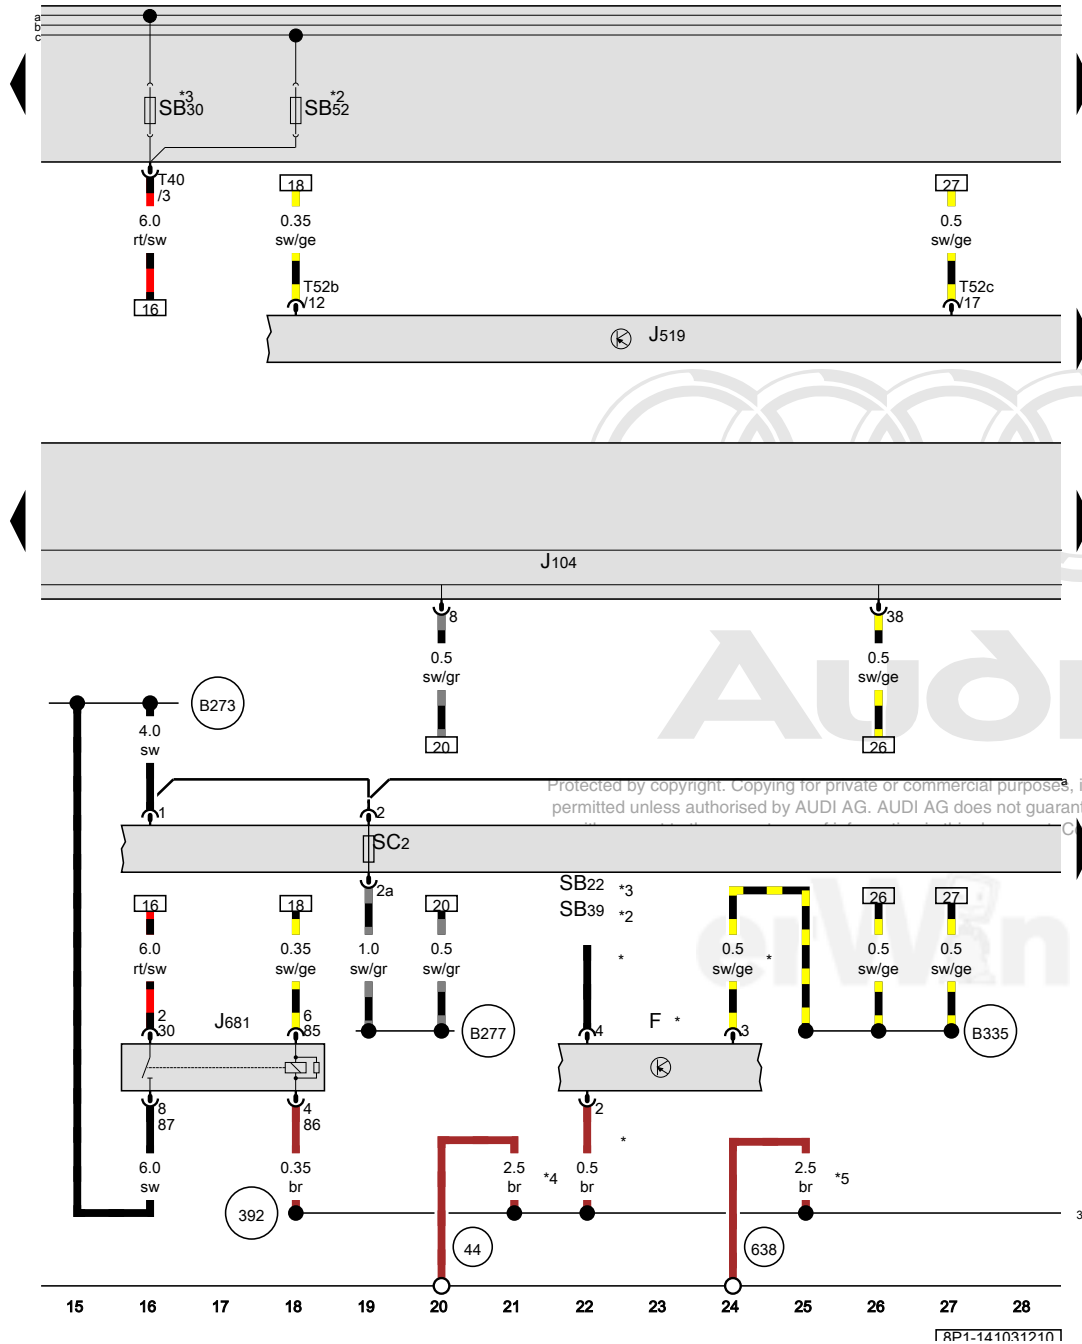 a
b
c
SB30 *3
SB52 *2
T40
/3
18
27
6.0
rt/sw
0.35
sw/ge
0.5
sw/ge
T52b
/12
T52c
/17
16
J519
J104
8
38
0.5
sw/gr
0.5
sw/ge
Audi
B273
4.0
sw
20
26
a
Protected by copyright. Copying for private or commercial purposes, i
permitted unless authorised by AUDI AG. AUDI AG does not guarant
1
2
SC2
2a
SB22 *3
SB39 *2
16
18
20
26
27
6.0
rt/sw
0.35
sw/ge
1.0
sw/gr
0.5
sw/gr
*
0.5
sw/ge
*
0.5
sw/ge
0.5
sw/ge
erWin
2
30
J681
6
85
B277
4
F *
3
B335
8
87
4
86
2
6.0
sw
0.35
br
2.5
br
*4
0.5
br
*
2.5
br
*5
392
44
638
3
15 16 17 18 19 20 21 22 23 24 25 26 27 28
8P1-141031210